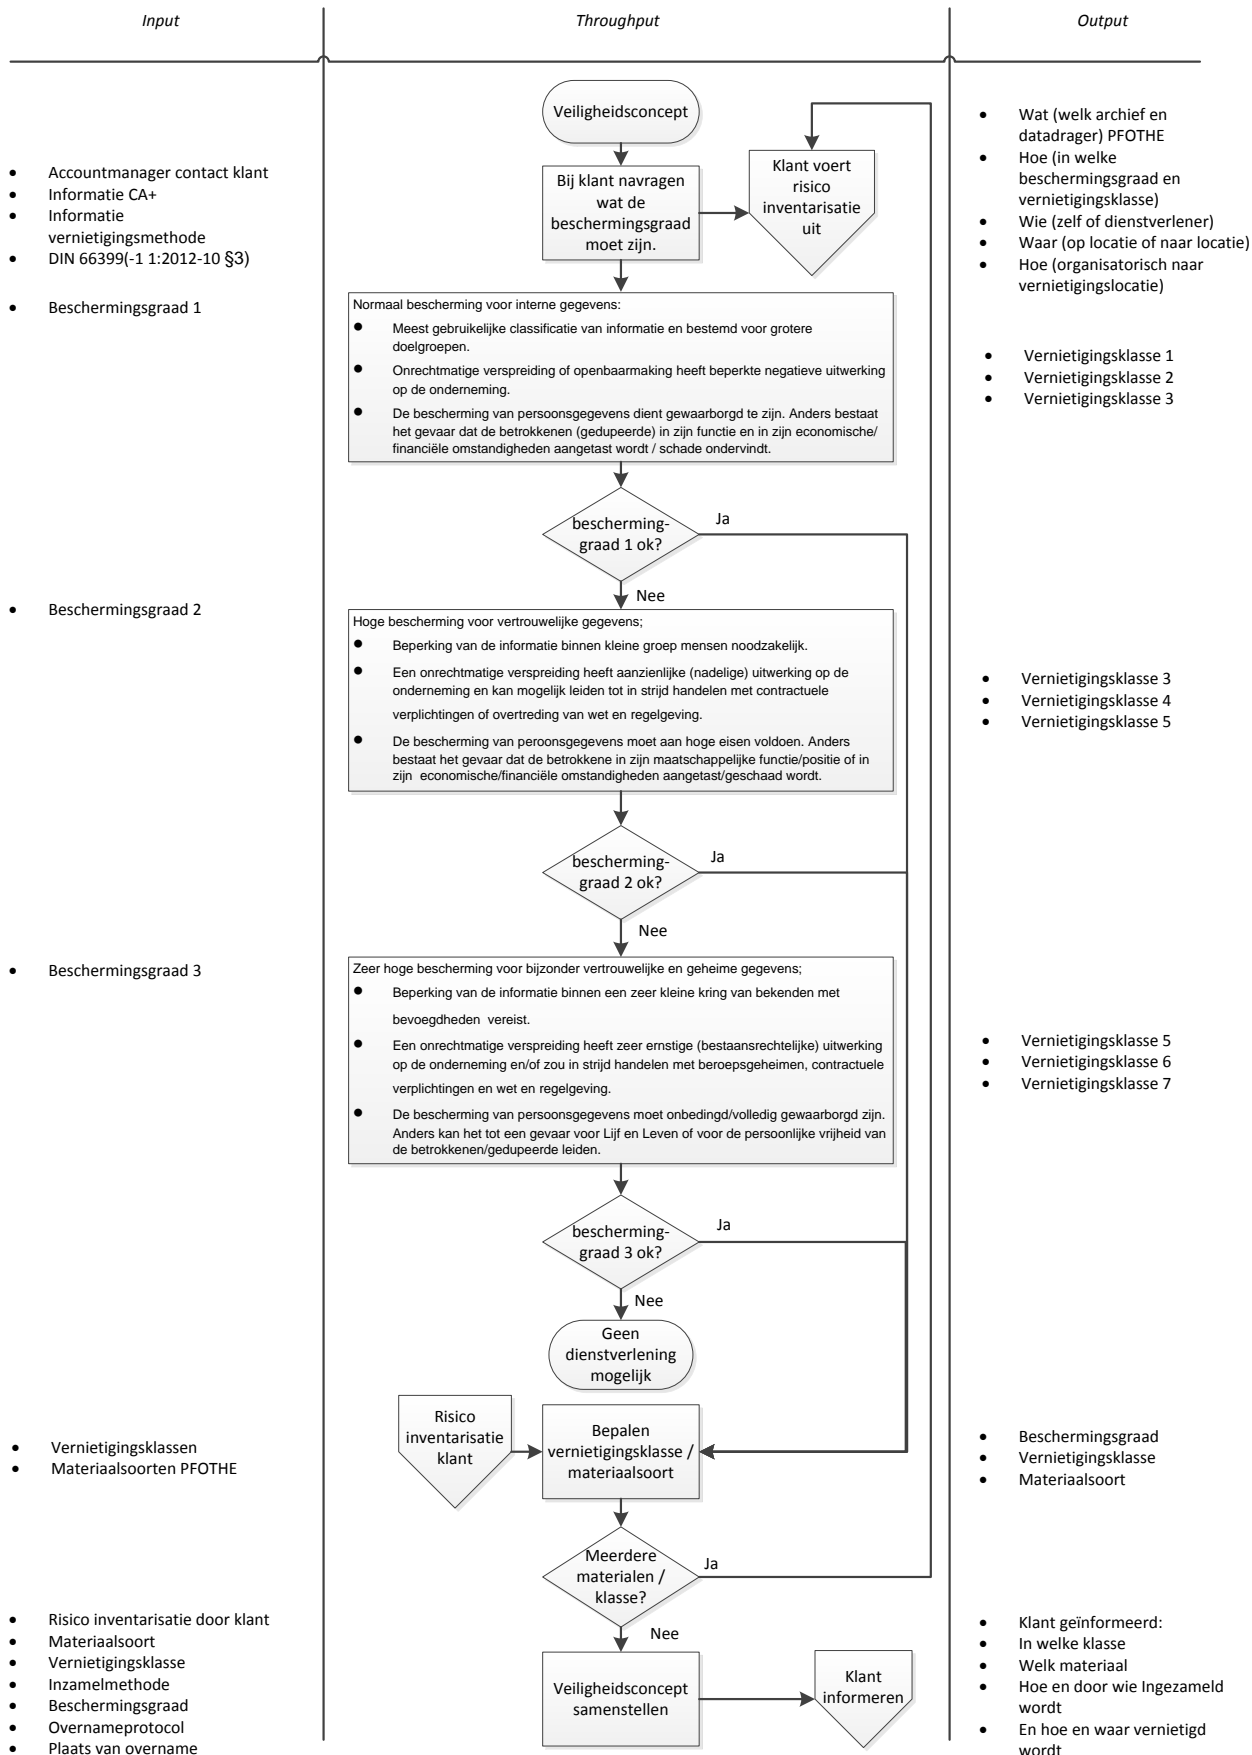 Input
Throughput
Output
Veiligheidsconcept
Bij klant navragen
wat de
beschermingsgraad
moet zijn.
Klant voert
risico
inventarisatie
uit
• Accountmanager contact klant
• Informatie CA+
• Informatie
vernietigingsmethode
• DIN 66399(-1 1:2012-10 §3)
• Wat (welk archief en
datadrager) PFOTHE
• Hoe (in welke
beschermingsgraad en
vernietigingsklasse)
• Wie (zelf of dienstverlener)
• Waar (op locatie of naar locatie)
• Hoe (organisatorisch naar
vernietigingslocatie)
• Beschermingsgraad 1
Normaal bescherming voor interne gegevens:
• Meest gebruikelijke classificatie van informatie en bestemd voor grotere
doelgroepen.
• Onrechtmatige verspreiding of openbaarmaking heeft beperkte negatieve uitwerking
op de onderneming.
• De bescherming van persoonsgegevens dient gewaarborgd te zijn. Anders bestaat
het gevaar dat de betrokkenen (gedupeerde) in zijn functie en in zijn economische/
financiële omstandigheden aangetast wordt / schade ondervindt.
• Vernietigingsklasse 1
• Vernietigingsklasse 2
• Vernietigingsklasse 3
bescherming-
graad 1 ok?
Ja
Nee
• Beschermingsgraad 2
Hoge bescherming voor vertrouwelijke gegevens;
• Beperking van de informatie binnen kleine groep mensen noodzakelijk.
• Een onrechtmatige verspreiding heeft aanzienlijke (nadelige) uitwerking op de
onderneming en kan mogelijk leiden tot in strijd handelen met contractuele
verplichtingen of overtreding van wet en regelgeving.
• De bescherming van peroonsgegevens moet aan hoge eisen voldoen. Anders
bestaat het gevaar dat de betrokkene in zijn maatschappelijke functie/positie of in
zijn economische/financiële omstandigheden aangetast/geschaad wordt.
• Vernietigingsklasse 3
• Vernietigingsklasse 4
• Vernietigingsklasse 5
bescherming-
graad 2 ok?
Ja
Nee
• Beschermingsgraad 3
Zeer hoge bescherming voor bijzonder vertrouwelijke en geheime gegevens;
• Beperking van de informatie binnen een zeer kleine kring van bekenden met
bevoegdheden vereist.
• Een onrechtmatige verspreiding heeft zeer ernstige (bestaansrechtelijke) uitwerking
op de onderneming en/of zou in strijd handelen met beroepsgeheimen, contractuele
verplichtingen en wet en regelgeving.
• De bescherming van persoonsgegevens moet onbedingd/volledig gewaarborgd zijn.
Anders kan het tot een gevaar voor Lijf en Leven of voor de persoonlijke vrijheid van
de betrokkenen/gedupeerde leiden.
• Vernietigingsklasse 5
• Vernietigingsklasse 6
• Vernietigingsklasse 7
bescherming-
graad 3 ok?
Ja
Nee
Geen
dienstverlening
mogelijk
• Vernietigingsklassen
• Materiaalsoorten PFOTHE
Risico
inventarisatie
klant
Bepalen
vernietigingsklasse /
materiaalsoort
• Beschermingsgraad
• Vernietigingsklasse
• Materiaalsoort
Meerdere
materialen /
klasse?
Ja
Nee
• Risico inventarisatie door klant
• Materiaalsoort
• Vernietigingsklasse
• Inzamelmethode
• Beschermingsgraad
• Overnameprotocol
• Plaats van overname
Veiligheidsconcept
samenstellen
Klant
informeren
• Klant geïnformeerd:
• In welke klasse
• Welk materiaal
• Hoe en door wie Ingezameld
wordt
• En hoe en waar vernietigd
wordt